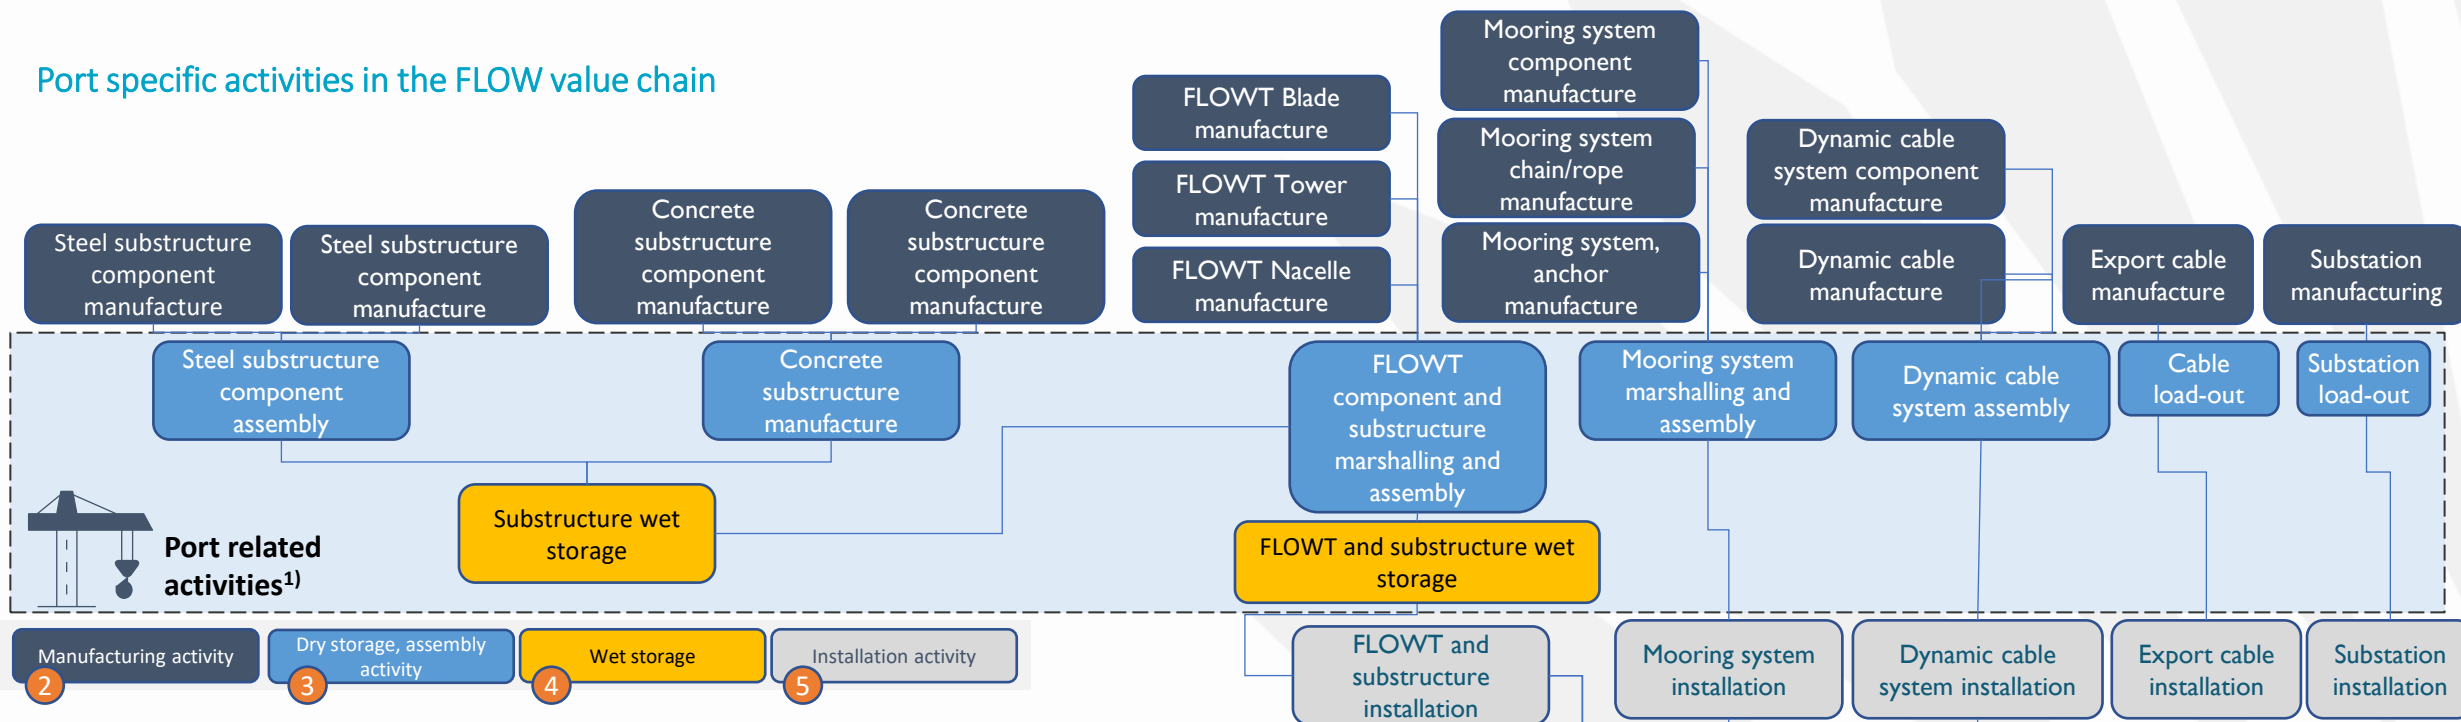 Port specific activities in the FLOW value chain
Mooring system
component
manufacture
FLOWT Blade
manufacture
Mooring system
chain/rope
manufacture
Dynamic cable
system component
manufacture
FLOWT Tower
manufacture
Steel substructure
component
manufacture
Steel substructure
component
manufacture
Concrete
substructure
component
manufacture
Concrete
substructure
component
manufacture
FLOWT Nacelle
manufacture
Mooring system,
anchor
manufacture
Dynamic cable
manufacture
Export cable
manufacture
Substation
manufacturing
Steel substructure
component
assembly
Concrete
substructure
manufacture
FLOWT
component and
substructure
marshalling and
assembly
Mooring system
marshalling and
assembly
Dynamic cable
system assembly
Cable
load-out
Substation
load-out
Substructure wet
storage
FLOWT and substructure wet
storage
Port related
activities1)
Manufacturing activity
2
Dry storage, assembly
activity
3
Wet storage
4
Installation activity
5
FLOWT and
substructure
installation
Mooring system
installation
Dynamic cable
system installation
Export cable
installation
Substation
installation